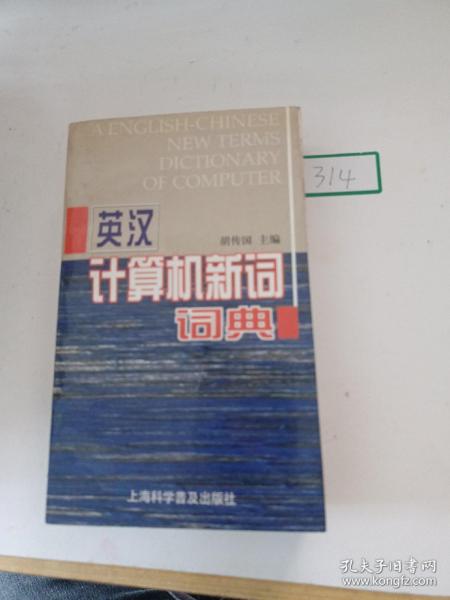 A ENGLISH-CHINESE
NEW TERMS
DICTIONARY
OF COMPUTER
314
英汉
胡传国 主编
计算机新词
词典
上海科学普及出版社
孔夫子旧书网
www.kongfz.com